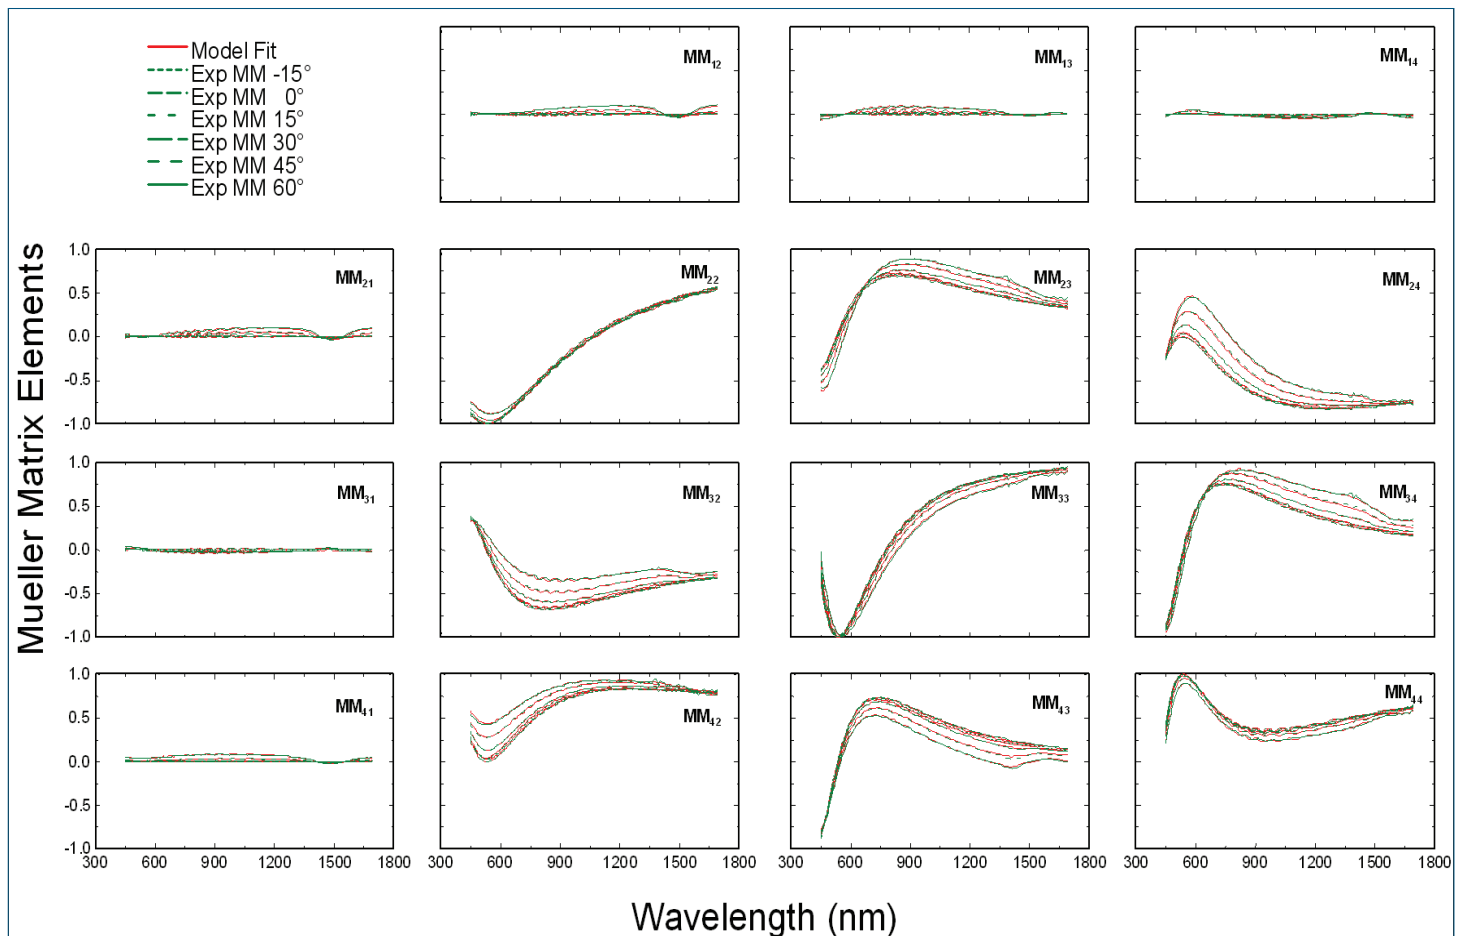 Model Fit
Exp MM -15°
Exp MM 0°
Exp MM 15°
Exp MM 30°
Exp MM 45°
Exp MM 60°
MM12
MM13
MM14
Mueller Matrix Elements
1.0
0.5
0.0
-0.5
-1.0
MM21
MM22
MM23
MM24
1.0
0.5
0.0
-0.5
-1.0
MM31
MM32
MM33
MM34
1.0
0.5
0.0
-0.5
-1.0
MM41
MM42
MM43
MM44
300 600 900 1200 1500 1800
300 600 900 1200 1500 1800
300 600 900 1200 1500 1800
300 600 900 1200 1500 1800
Wavelength (nm)